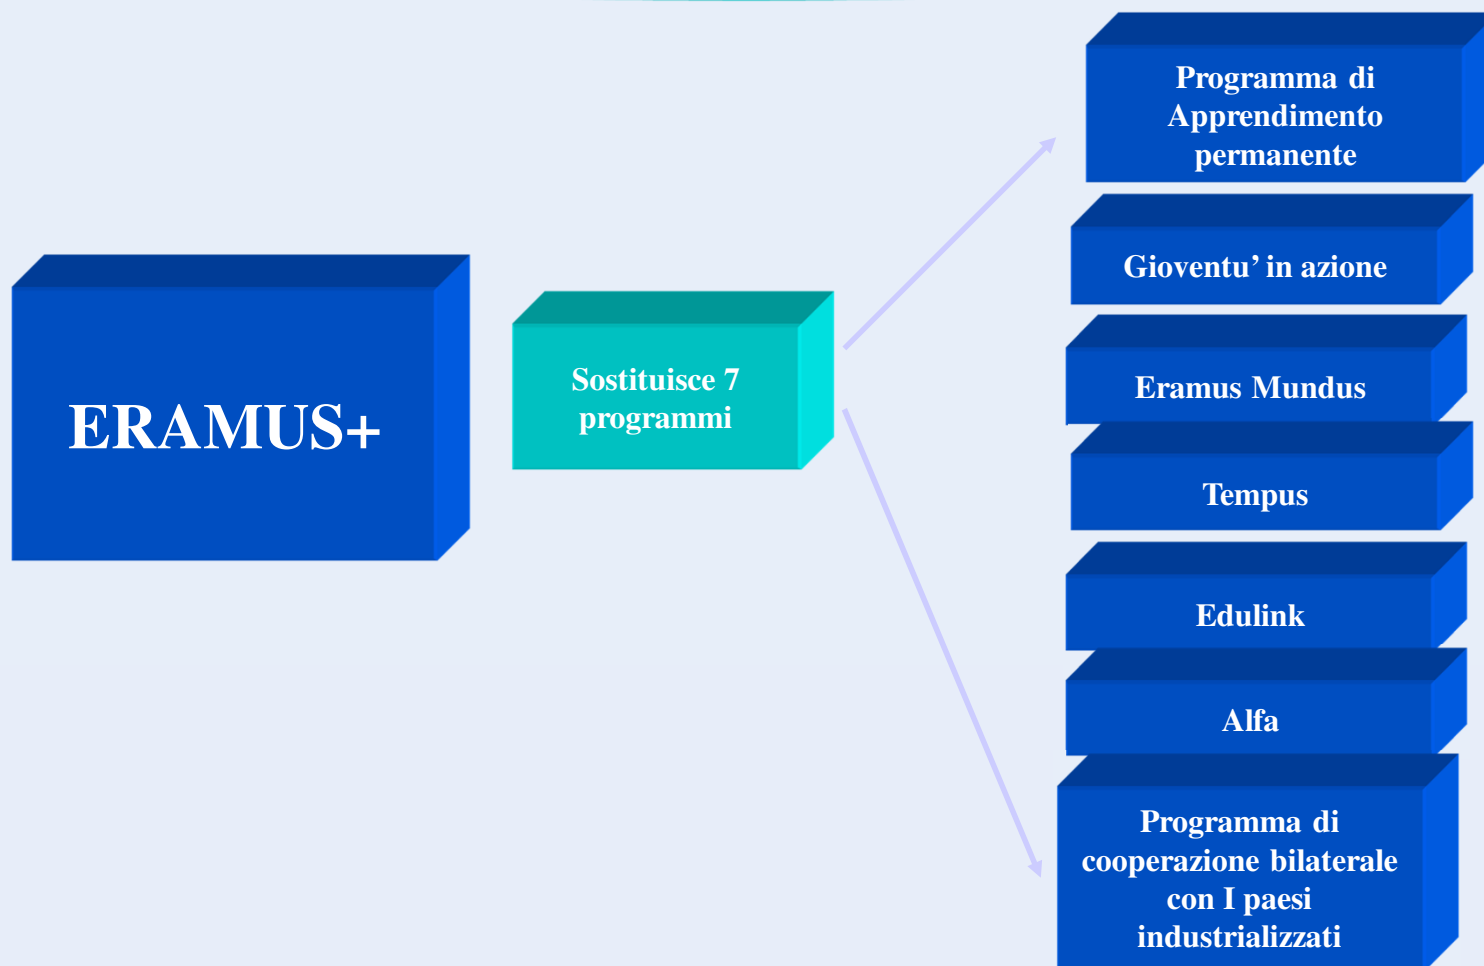 ERAMUS+
Sostituisce 7
programmi
Programma di
Apprendimento
permanente
Gioventu’ in azione
Eramus Mundus
Tempus
Edulink
Alfa
Programma di
cooperazione bilaterale
con I paesi
industrializzati